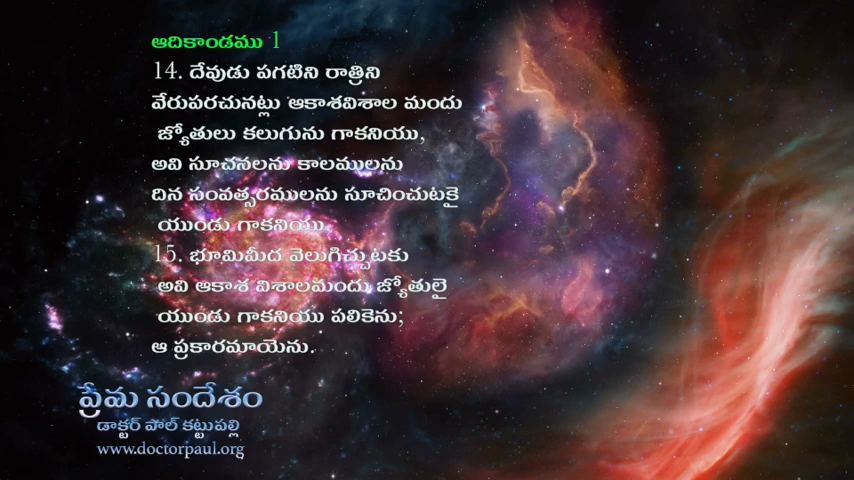 ఆదికాండము 1
14. దేవుడు పగటిని రాత్రిని
వేరుపరచునట్లు ఆకాశవిశాల మందు
జ్యోతులు కలుగును గాకనియు,
అవి సూచనలను కాలములను
దిన సంవత్సరములను సూచించుటకై
యుండు గాకనియు
15. భూమిమీద వెలుగిచ్చుటకు
అవి ఆకాశ విశాలమందు జ్యోతులై
యుండు గాకనియు పలికెను;
ఆ ప్రకారమాయెను.
ప్రేమ సందేశం
డాక్టర్ పాల్ కట్టుపల్లి
www.doctorpaul.org